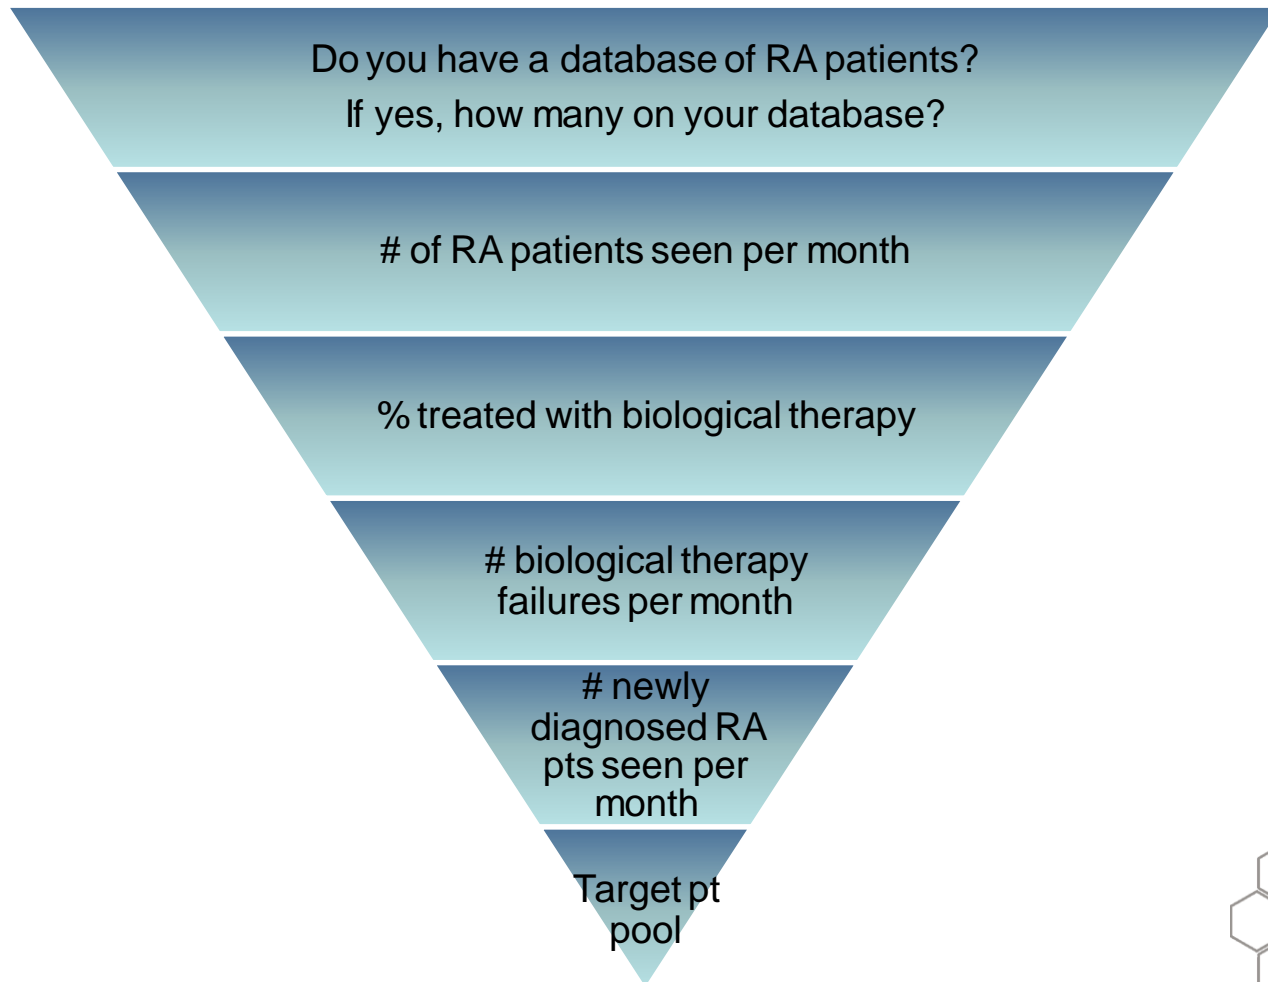 Do you have a database of RA patients?
If yes, how many on your database?
# of RA patients seen per month
% treated with biological therapy
# biological therapy
failures per month
# newly
diagnosed RA
pts seen per
month
Target pt
pool